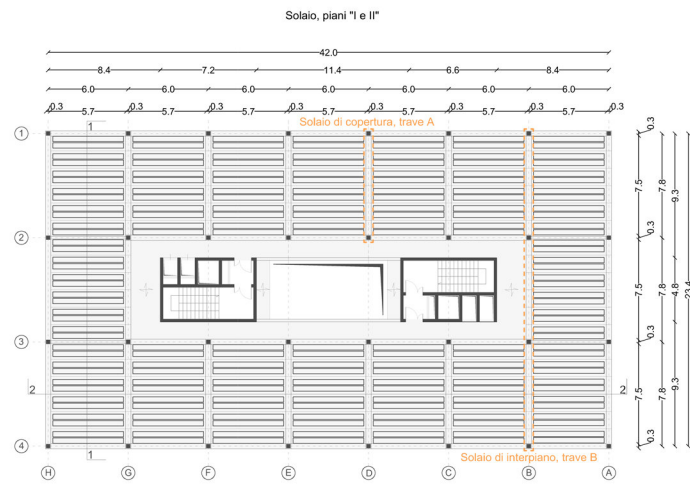 Solaio, piani "I e II"
42.0
8.4 7.2 11.4 6.6 8.4
6.0 6.0 6.0 6.0 6.0 6.0 6.0
0.3 5.7 0.3 5.7 0.3 5.7 0.3 5.7 0.3 5.7 0.3 5.7 0.3 5.7 0.3
Solaio di copertura, trave A
1
1
0.3
7.5 7.8 9.3
2
0.3
7.5 7.8 4.8 23.4
3
0.3
2 2
7.5 7.8 9.3
4
0.3
1
Solaio di interpiano, trave B
H G F E D C B A